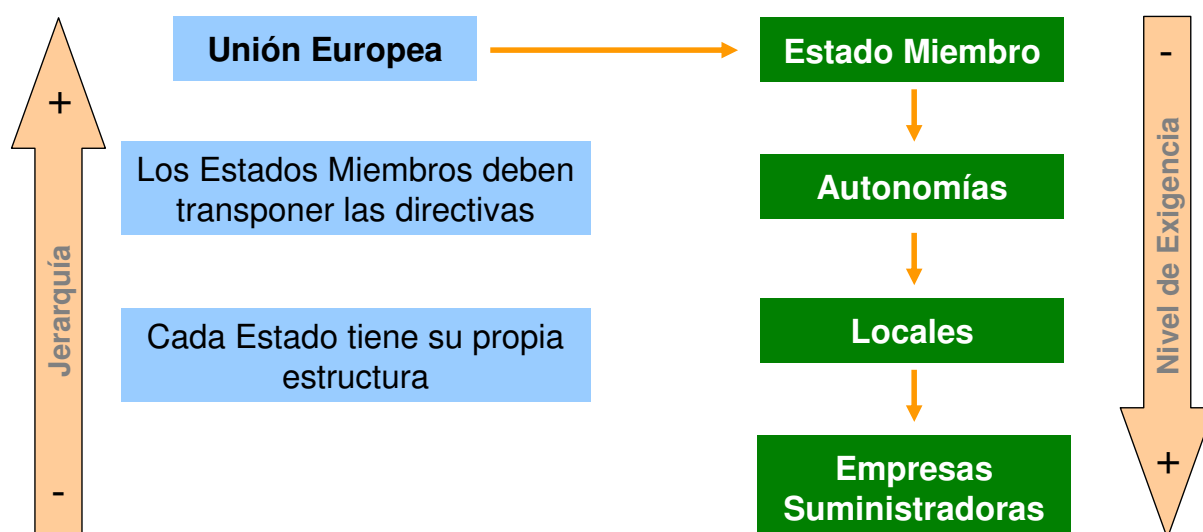 Unión Europea
Estado Miembro
-
+
Los Estados Miembros deben
transponer las directivas
Autonomías
Jerarquía
Nivel de Exigencia
Cada Estado tiene su propia
estructura
Locales
Empresas
Suministradoras
+
-